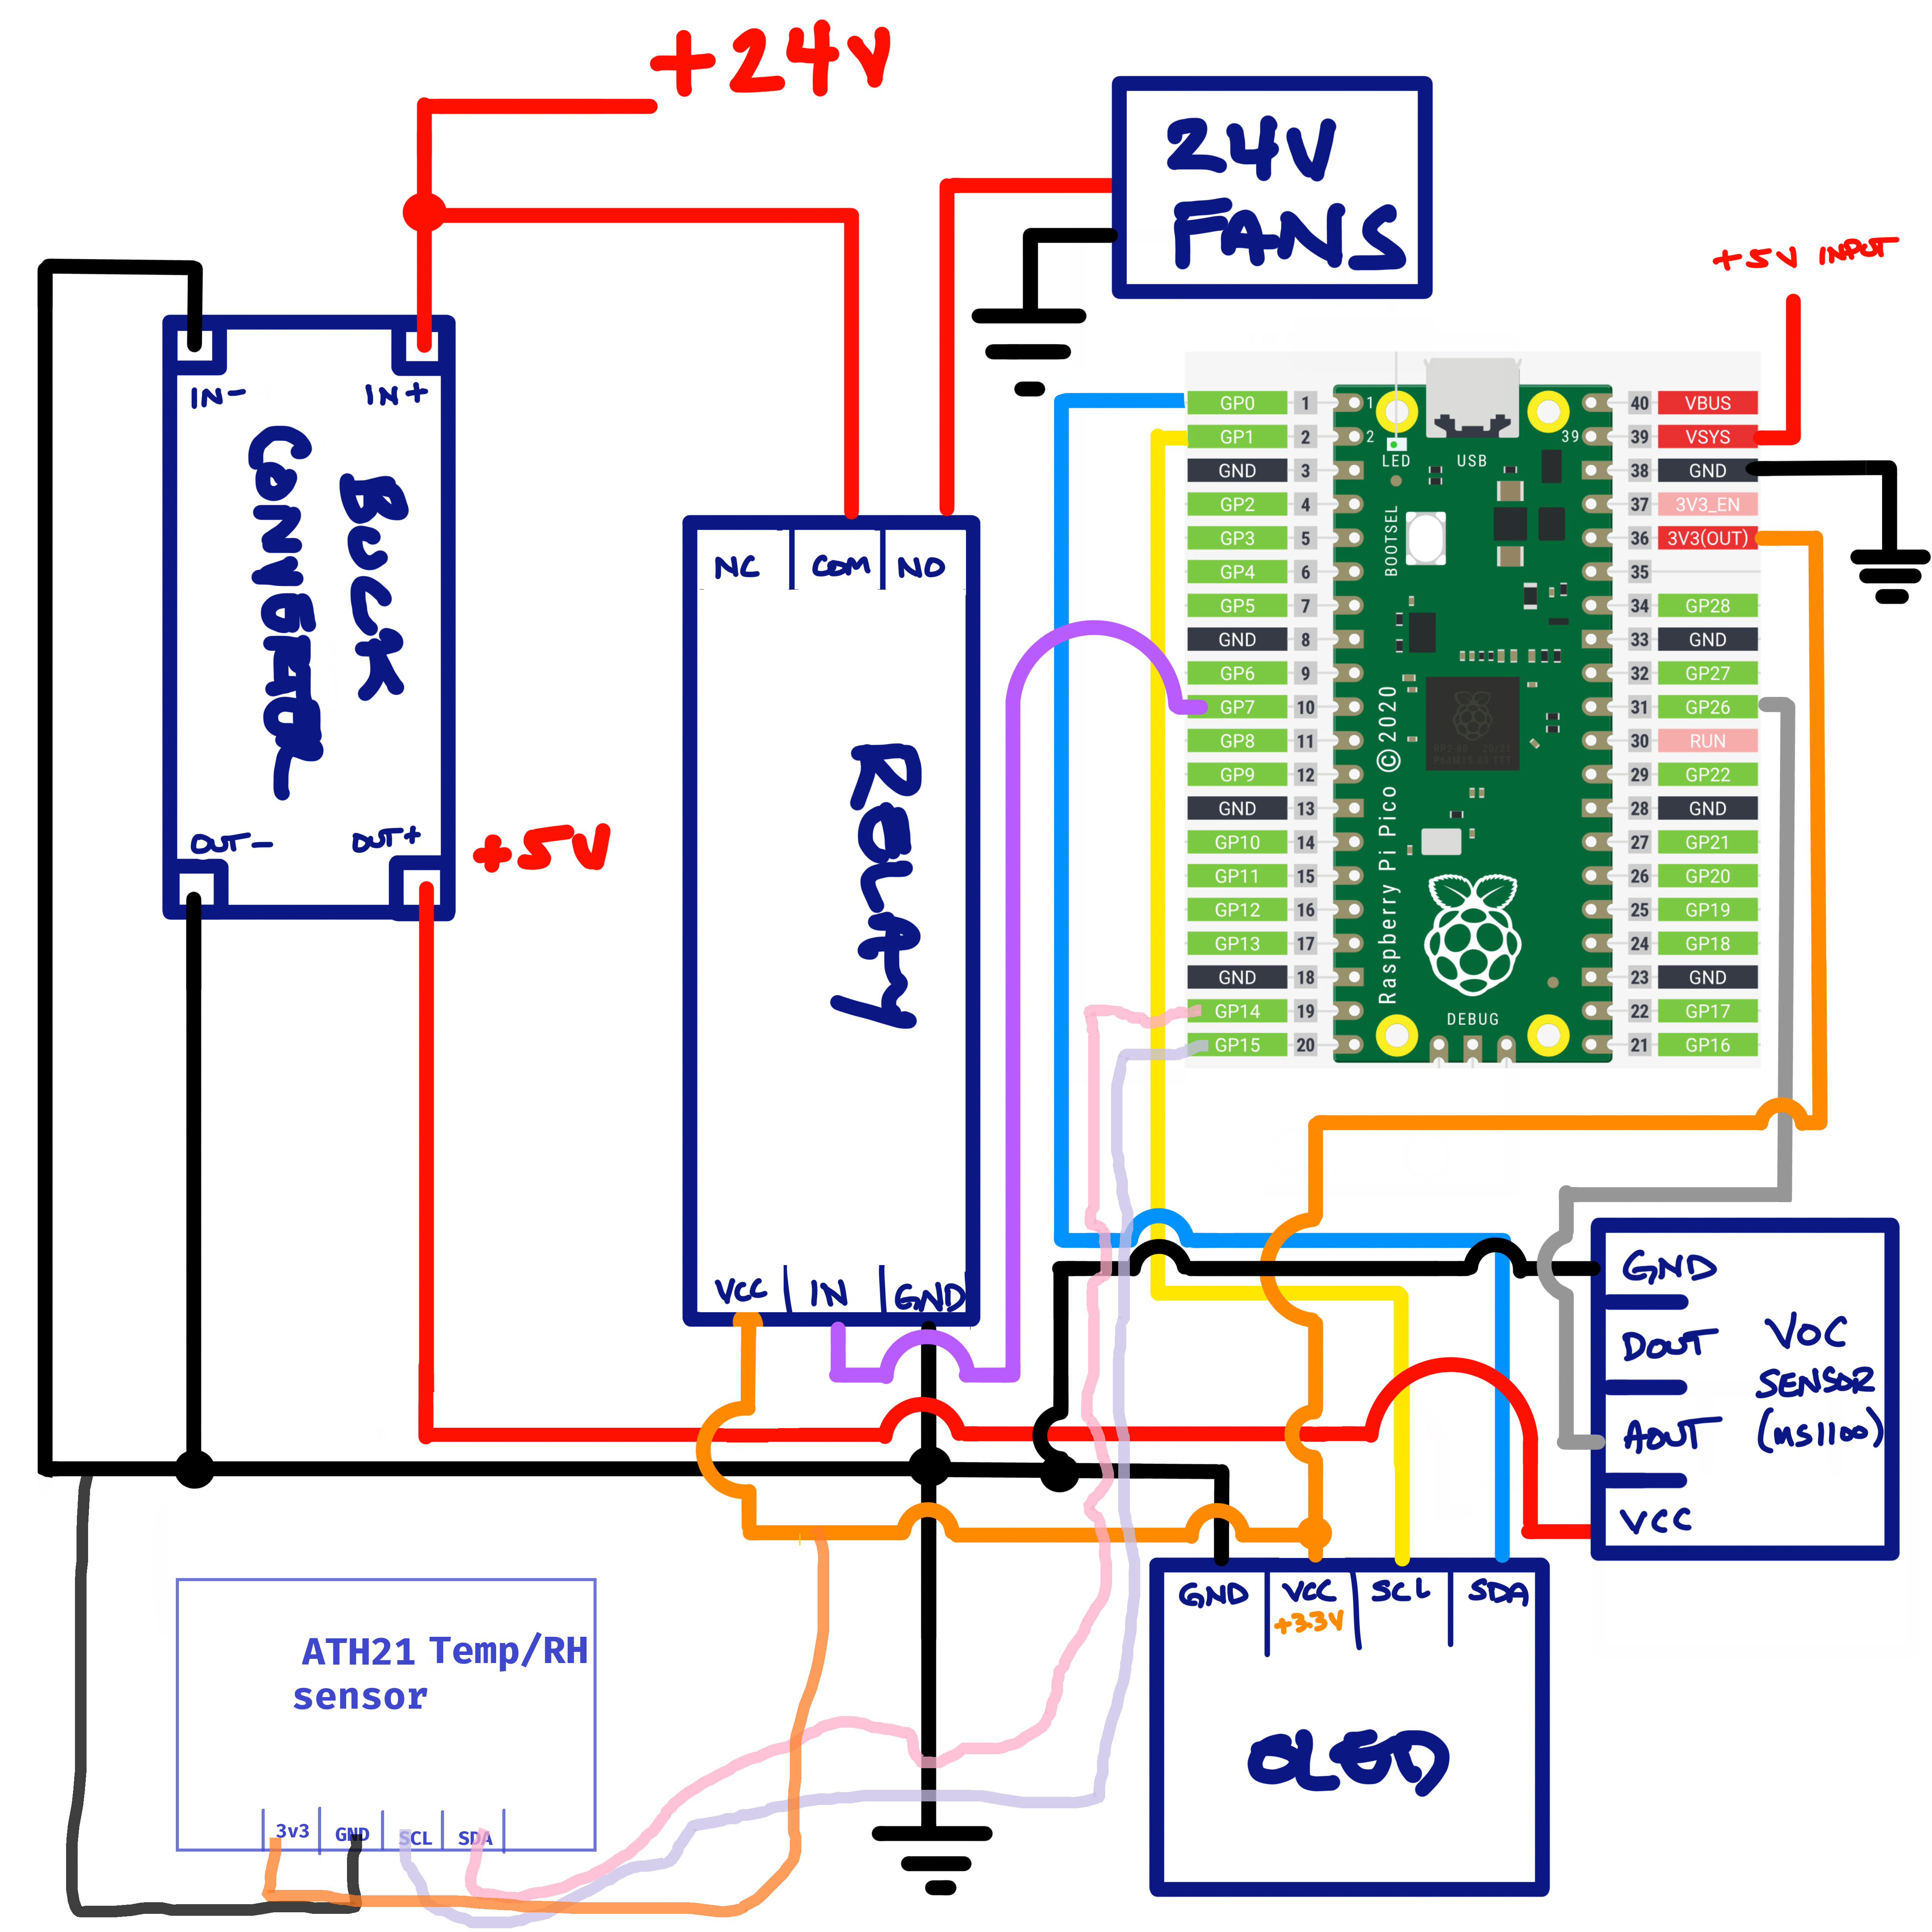 +24V
24V
FANS
+5V INPUT
IN-
IN+
BUCK
CONVERTOR
OUT-
OUT+
+5V
NC
COM
NO
RELAY
VCC
IN
GND
GP0 1
GP1 2
GND 3
GP2 4
GP3 5
GP4 6
GP5 7
GND 8
GP6 9
GP7 10
GP8 11
GP9 12
GND 13
GP10 14
GP11 15
GP12 16
GP13 17
GND 18
GP14 19
GP15 20
1
2
39
LED
USB
BOOTSEL
Raspberry Pi Pico ©2020
DEBUG
40 VBUS
39 VSYS
38 GND
37 3V3_EN
36 3V3(OUT)
35
34 GP28
33 GND
32 GP27
31 GP26
30 RUN
29 GP22
28 GND
27 GP21
26 GP20
25 GP19
24 GP18
23 GND
22 GP17
21 GP16
GND
DOUT
AOUT
VCC
VOC
SENSOR
(MS1100)
GND
VCC
+3.3V
SCL
SDA
OLED
ATH21 Temp/RH
sensor
3v3
GND
SCL
SDA